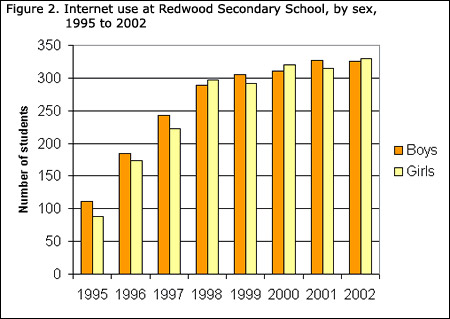 Figure 2. Internet use at Redwood Secondary School, by sex,
1995 to 2002
Number of students
350
300
250
200
150
100
50
0
1995 1996 1997 1998 1999 2000 2001 2002
Boys
Girls